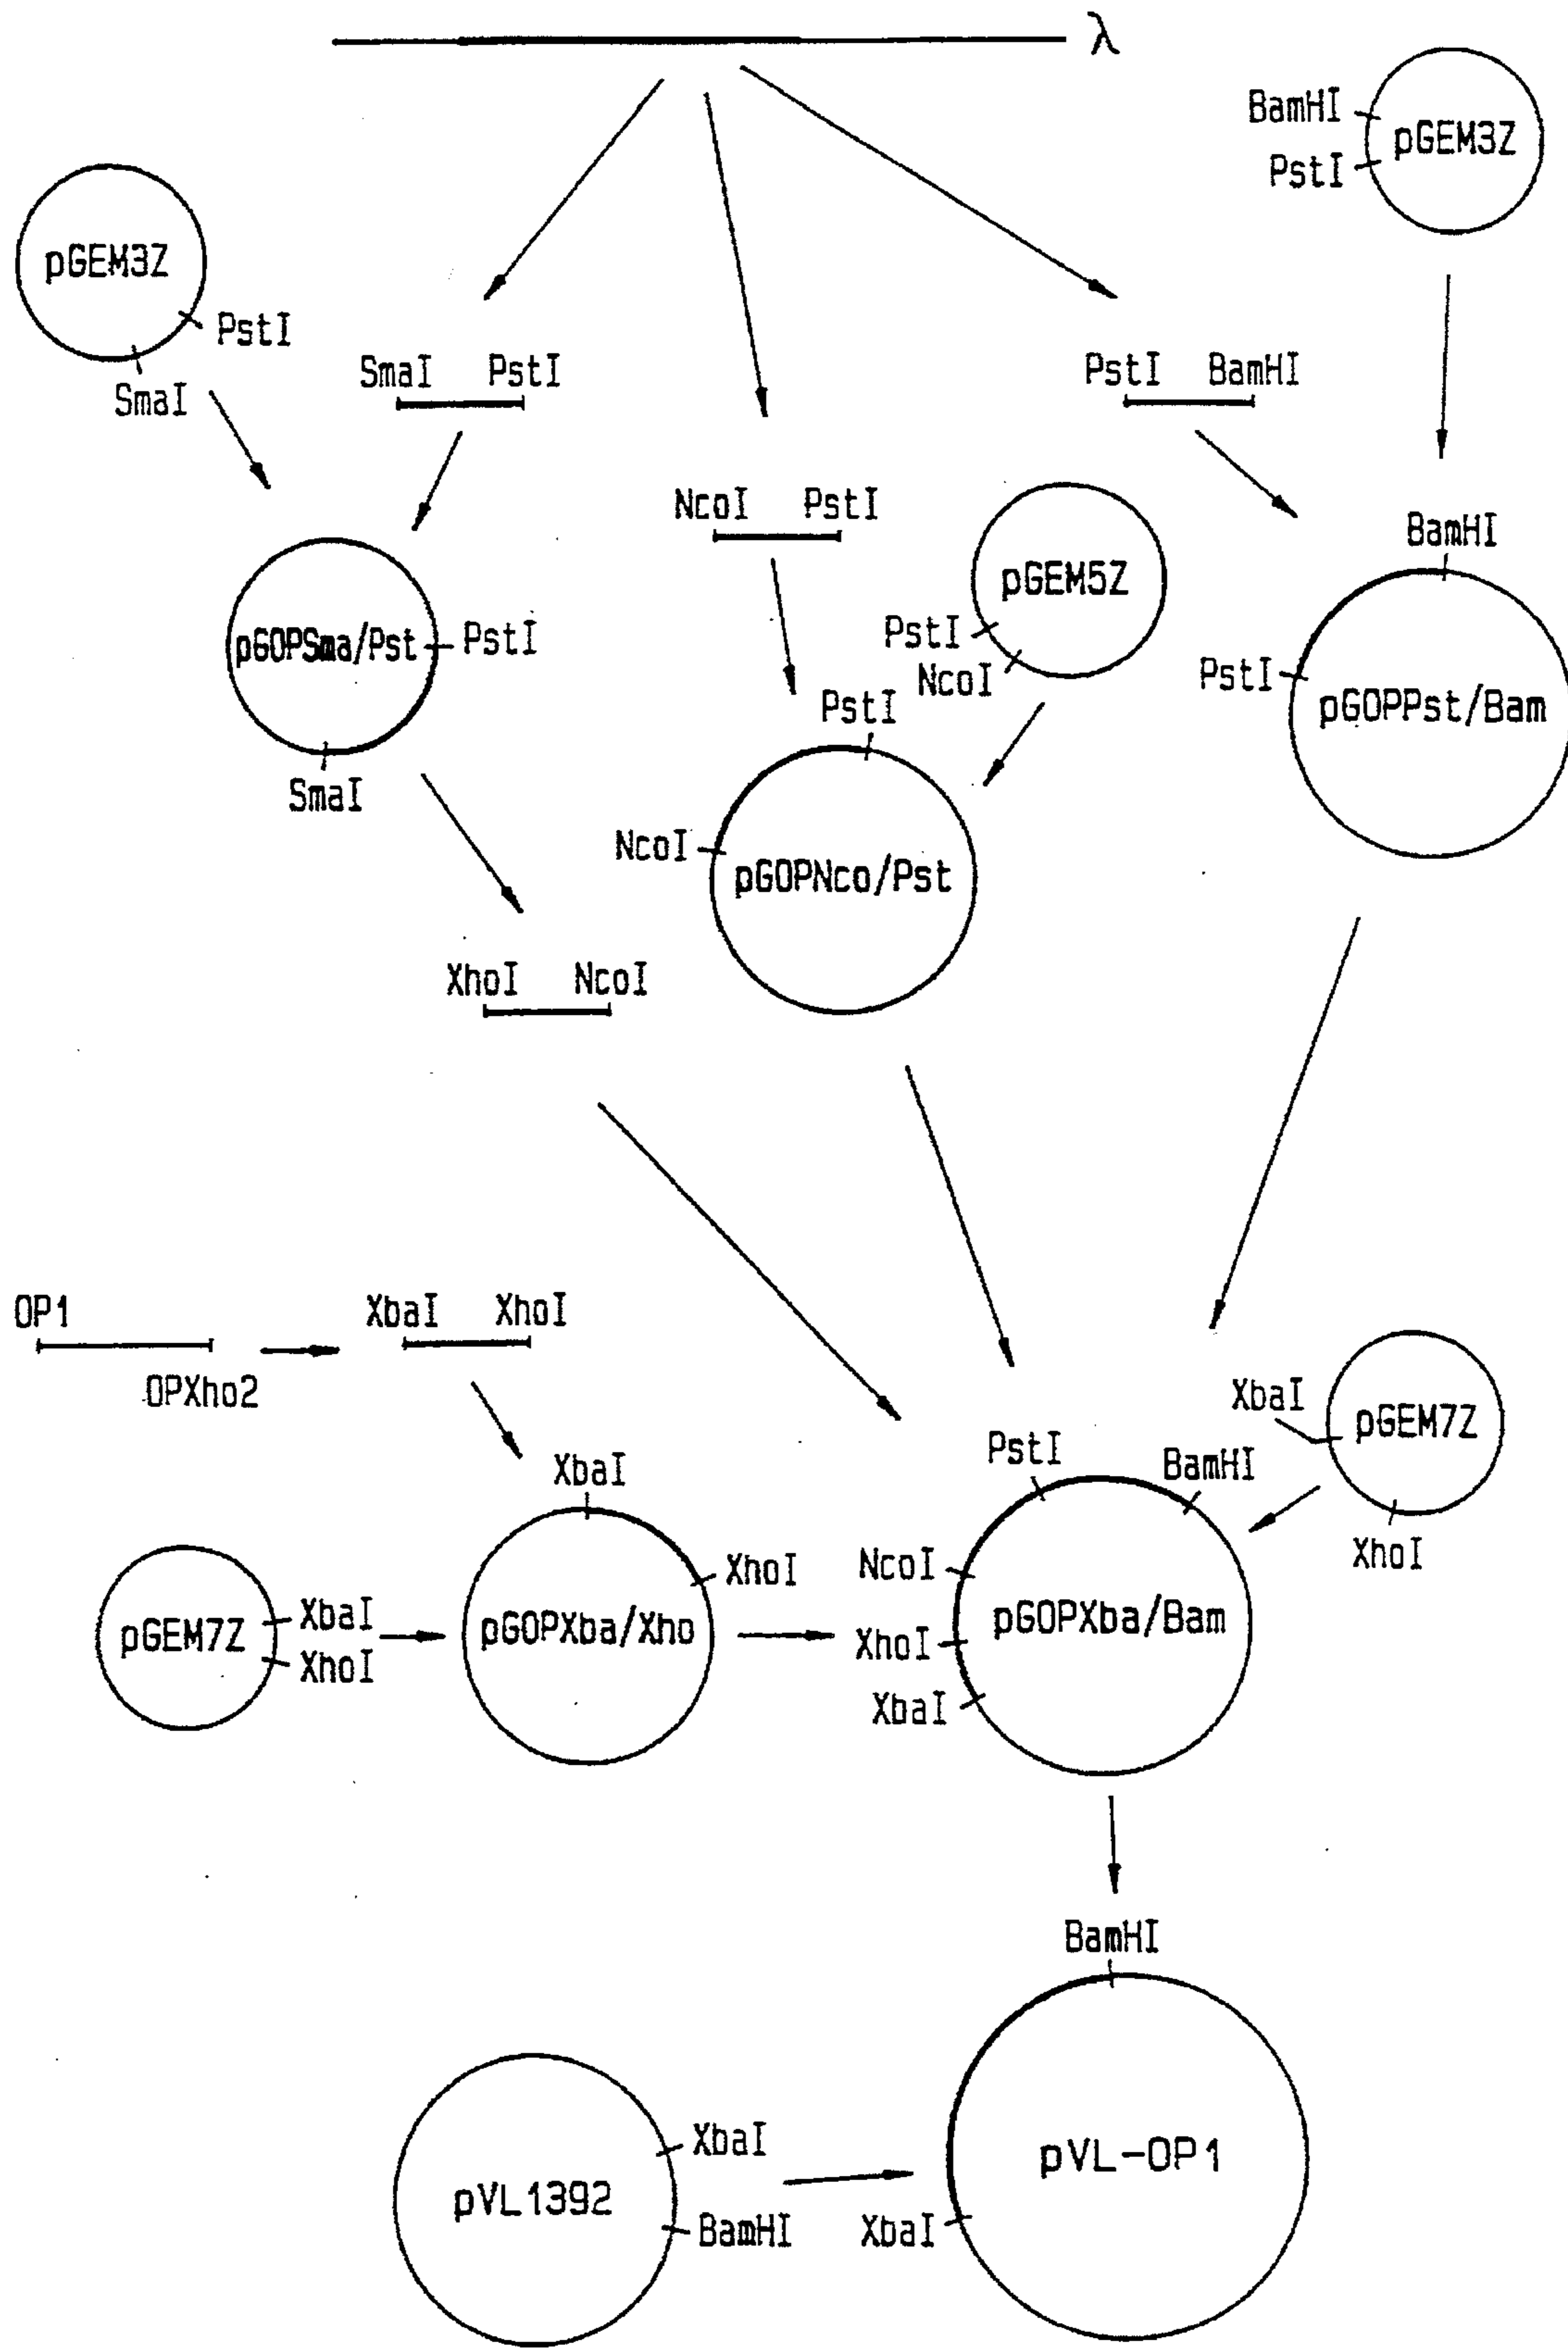 λ
BamHI
PstI
pGEM3Z
pGEM3Z
PstI
SmaI
SmaI PstI
PstI BamHI
NcoI PstI
pGEM5Z
PstI
NcoI
BamHI
PstI
pGOPPst/Bam
pGOPSma/Pst
PstI
SmaI
PstI
NcoI
pGOPNco/Pst
XhoI NcoI
OP1
OPXho2
XbaI XhoI
XbaI
pGEM7Z
XhoI
PstI
BamHI
NcoI
XhoI
XbaI
pGOPXba/Bam
XbaI
XhoI
pGOPXba/Xho
pGEM7Z
XbaI
XhoI
BamHI
XbaI
pVL-OP1
pVL1392
XbaI
BamHI